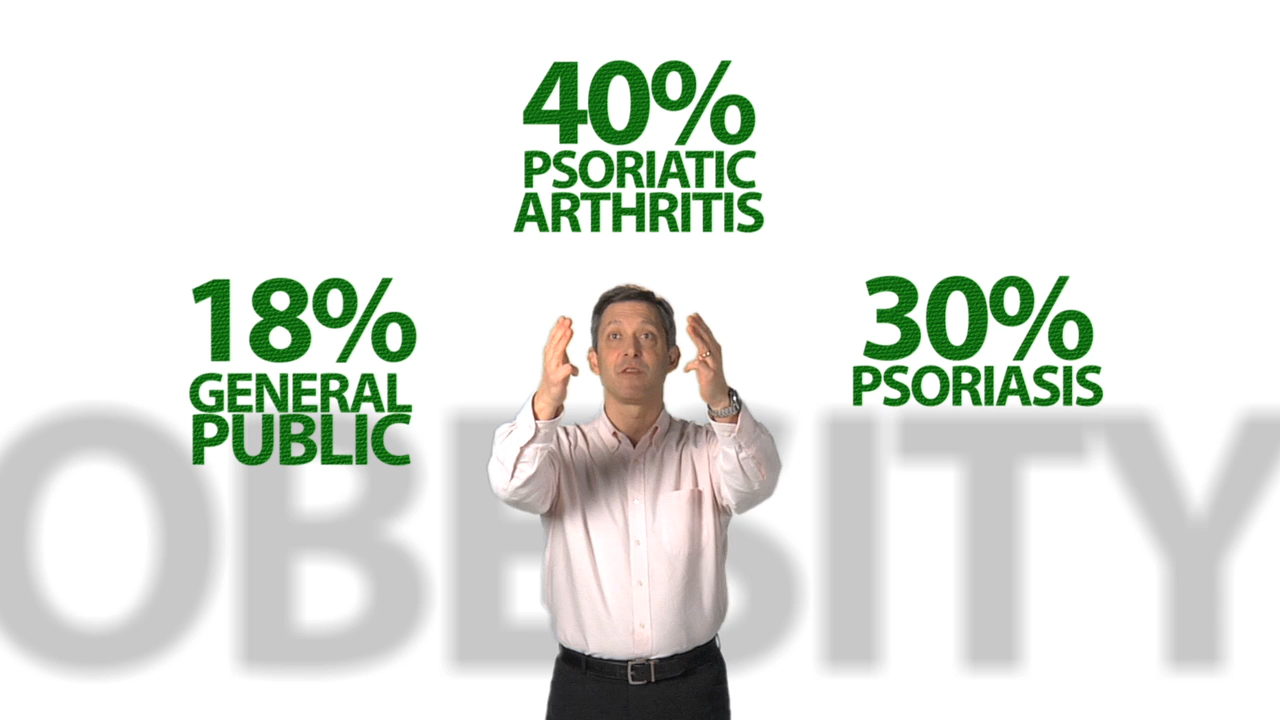 40%
PSORIATIC
ARTHRITIS
18%
GENERAL
PUBLIC
30%
PSORIASIS
OBESITY